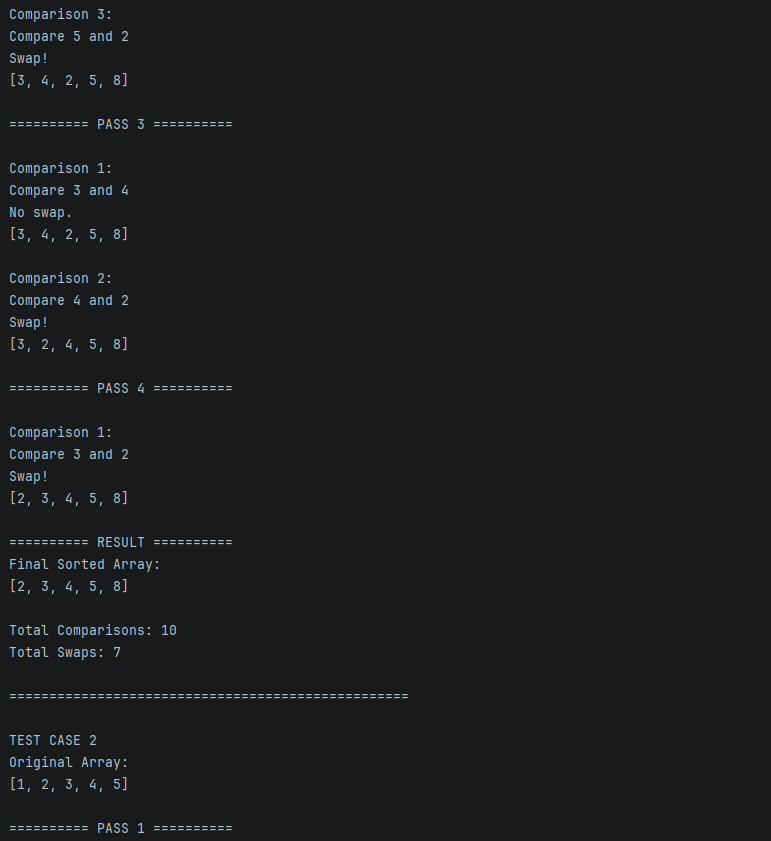 Comparison 3:
Compare 5 and 2
Swap!
[3, 4, 2, 5, 8]
========== PASS 3 ==========
Comparison 1:
Compare 3 and 4
No swap.
[3, 4, 2, 5, 8]
Comparison 2:
Compare 4 and 2
Swap!
[3, 2, 4, 5, 8]
========== PASS 4 ==========
Comparison 1:
Compare 3 and 2
Swap!
[2, 3, 4, 5, 8]
========== RESULT ==========
Final Sorted Array:
[2, 3, 4, 5, 8]
Total Comparisons: 10
Total Swaps: 7
==================================================
TEST CASE 2
Original Array:
[1, 2, 3, 4, 5]
========== PASS 1 ==========